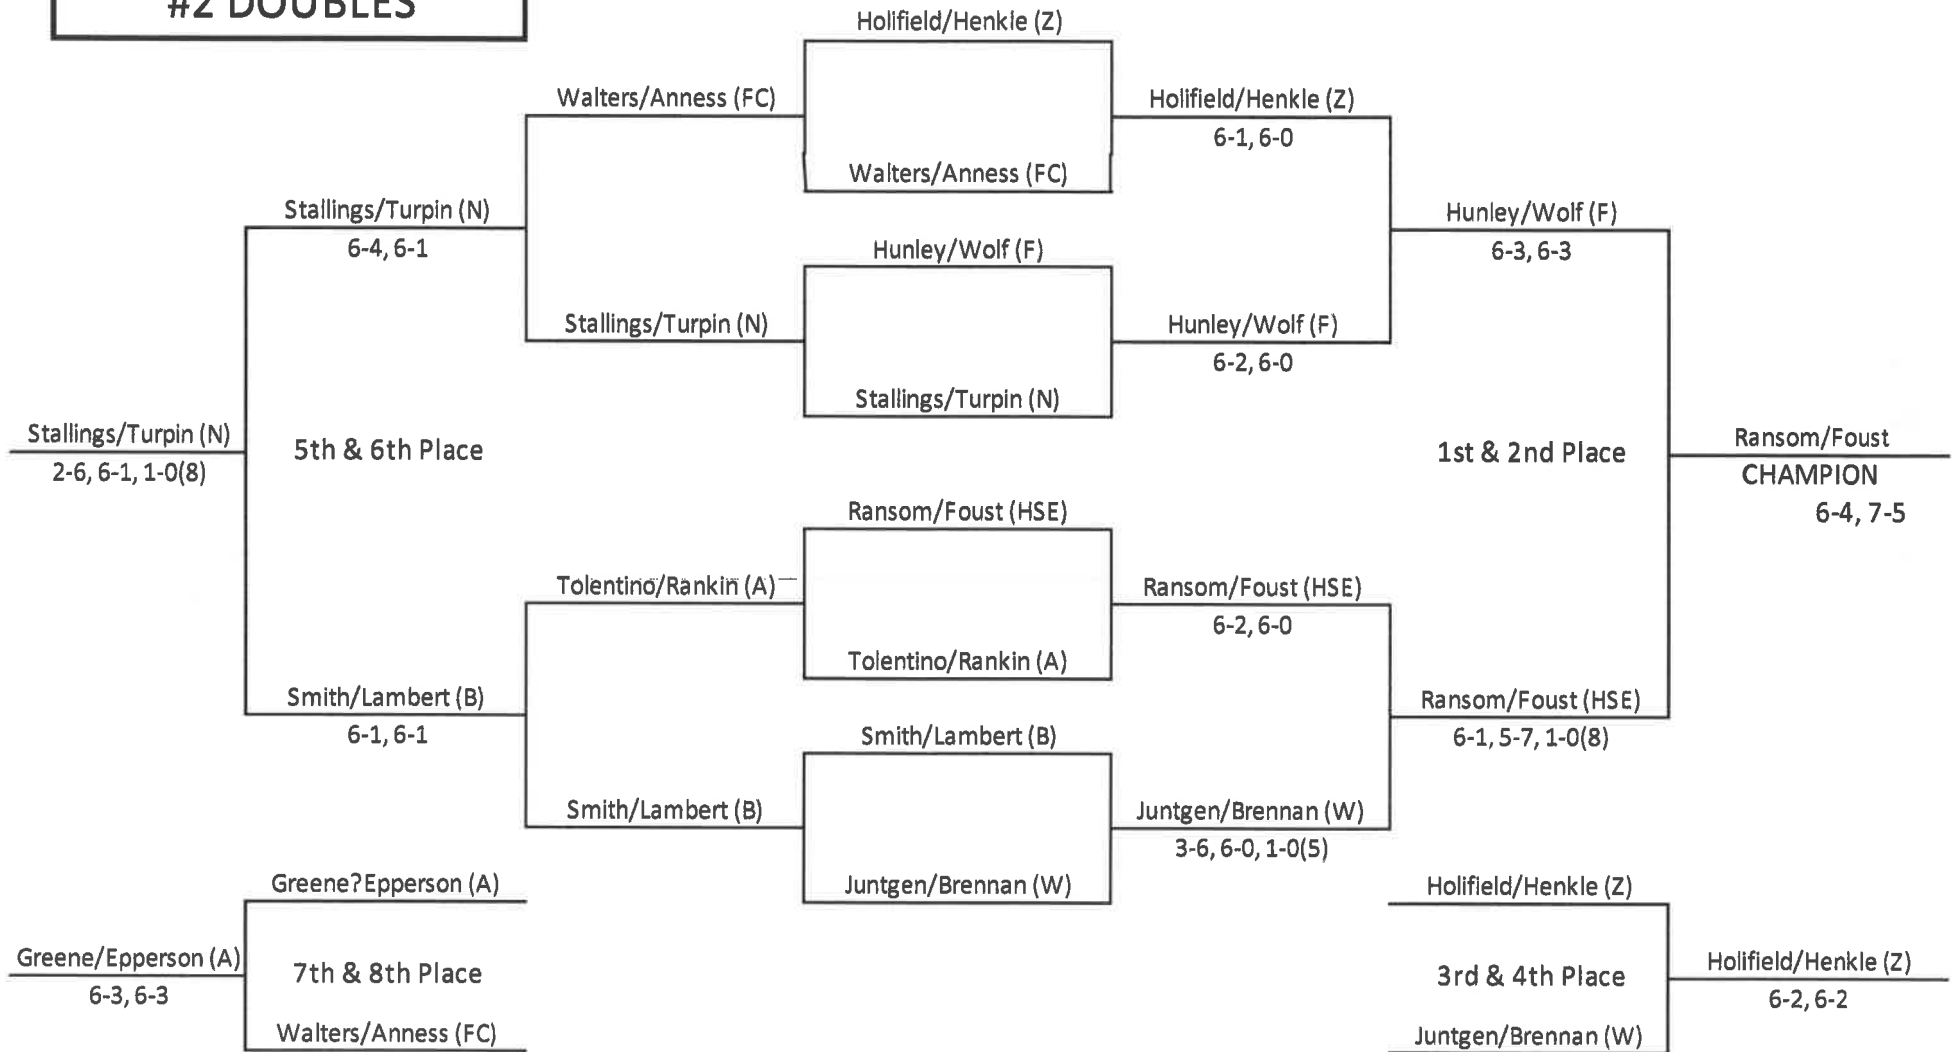 #2 DOUBLES
Holifield/Henkle (Z)
Walters/Anness (FC)
Holifield/Henkle (Z)
6-1, 6-0
Walters/Anness (FC)
Stallings/Turpin (N)
6-4, 6-1
Hunley/Wolf (F)
6-3, 6-3
Hunley/Wolf (F)
Stallings/Turpin (N)
Hunley/Wolf (F)
6-2, 6-0
Stallings/Turpin (N)
Stallings/Turpin (N)
2-6, 6-1, 1-0(8)
5th & 6th Place
1st & 2nd Place
Ransom/Foust
CHAMPION
6-4, 7-5
Ransom/Foust (HSE)
Tolentino/Rankin (A)
Ransom/Foust (HSE)
6-2, 6-0
Tolentino/Rankin (A)
Smith/Lambert (B)
6-1, 6-1
Ransom/Foust (HSE)
6-1, 5-7, 1-0(8)
Smith/Lambert (B)
Smith/Lambert (B)
Juntgen/Brennan (W)
3-6, 6-0, 1-0(5)
Juntgen/Brennan (W)
Greene?Epperson (A)
Holifield/Henkle (Z)
Greene/Epperson (A)
6-3, 6-3
7th & 8th Place
3rd & 4th Place
Holifield/Henkle (Z)
6-2, 6-2
Walters/Anness (FC)
Juntgen/Brennan (W)